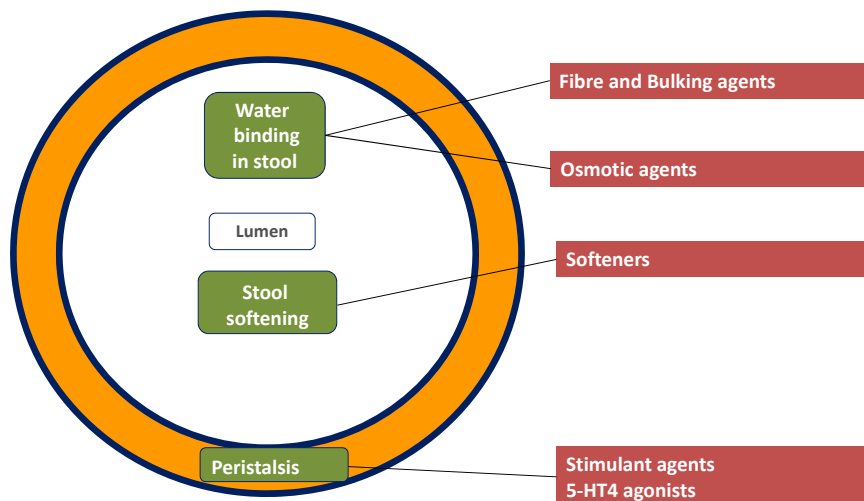 Water
binding
in stool
Fibre and Bulking agents
Osmotic agents
Lumen
Stool
softening
Softeners
Peristalsis
Stimulant agents
5-HT4 agonists